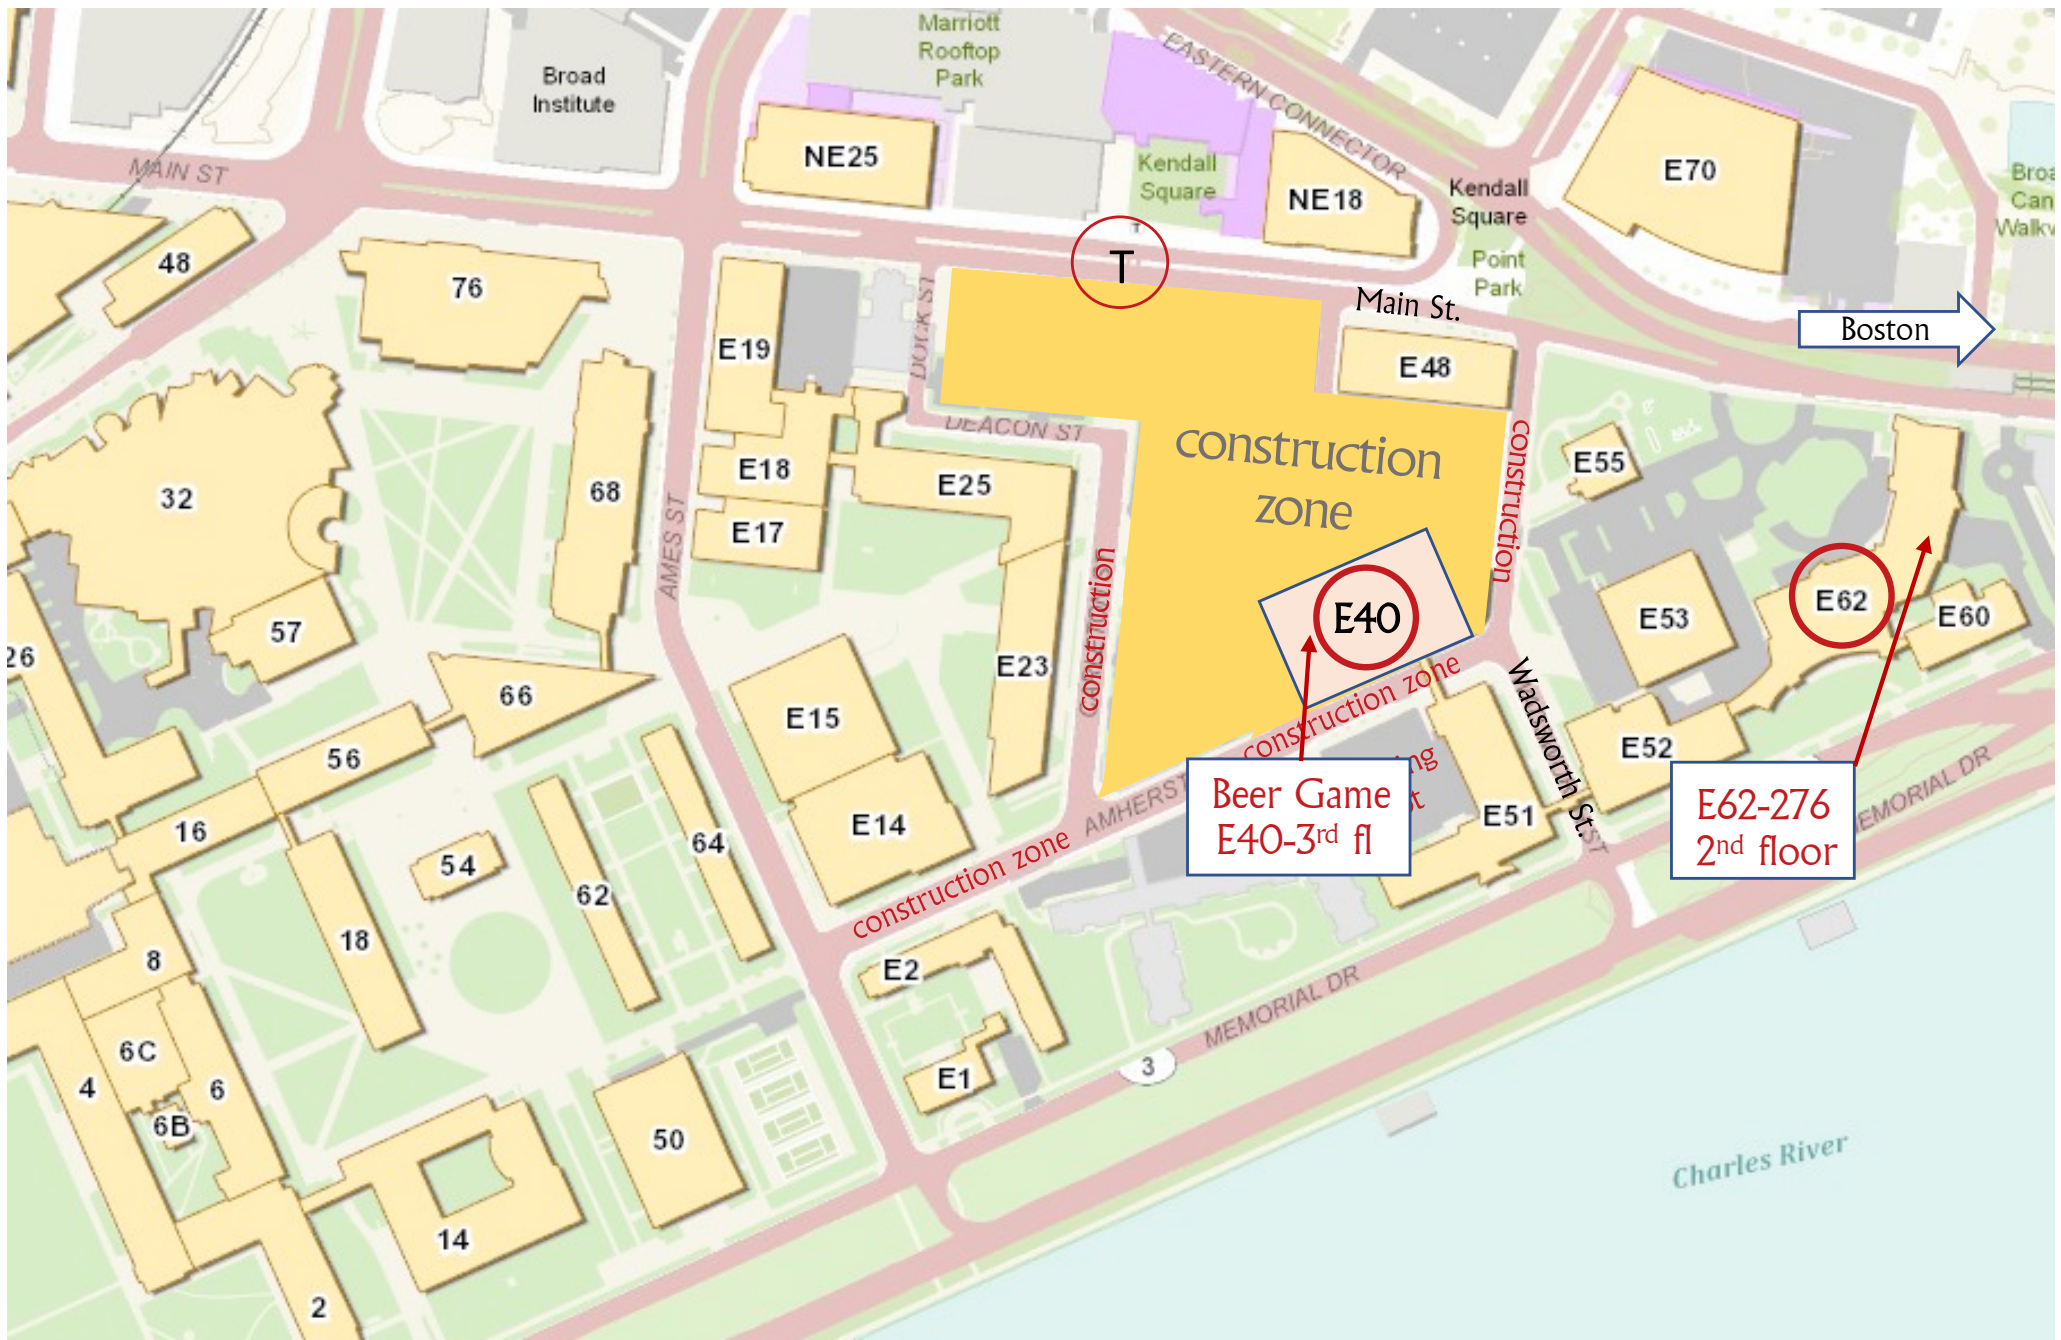 Marriott
Rooftop
Park
EASTERN CONNECTOR
Broad
Institute
NE25
Kendall
Square
NE18
Kendall
Square
E70
MAIN ST
Point
Park
T
T
48
76
E19
DOCK ST
Main St.
E48
Boston
32
68
E18
E17
AMES ST
E25
DEACON ST
construction
zone
construction
E55
construction
E40
E53
E62
E60
57
26
66
56
E15
E23
construction zone
Wadsworth St.
ST
E52
16
54
62
64
E14
AMHERST
Beer Game
E40-3rd fl
E51
E62-276
2nd floor
MEMORIAL DR
construction zone
18
8
E2
6C
4
6
6B
E1
MEMORIAL DR
3
50
14
2
Charles River